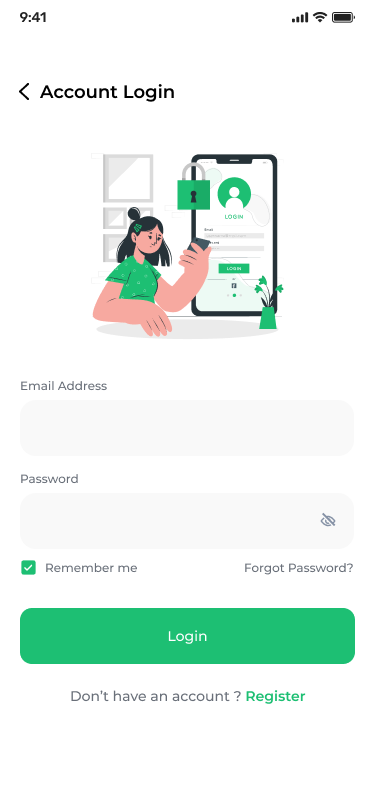 9:41
Account Login
LOGIN
Email
LOGIN
Email Address
Password
Remember me
Forgot Password?
Login
Don’t have an account ? Register